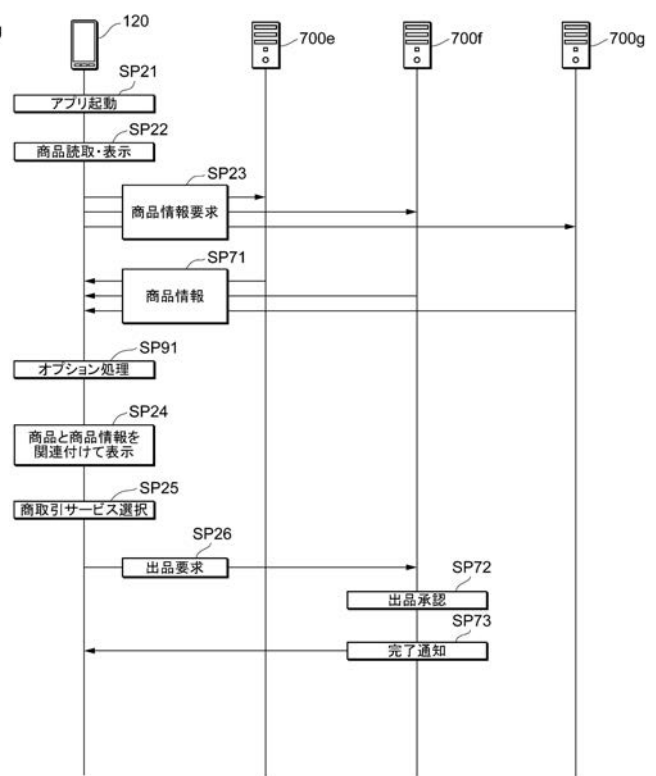 120
700e
700f
700g
SP21
アプリ起動
SP22
商品読取・表示
SP23
商品情報要求
SP71
商品情報
SP91
オプション処理
SP24
商品と商品情報を
関連付けて表示
SP25
商取引サービス選択
SP26
出品要求
SP72
出品承認
SP73
完了通知